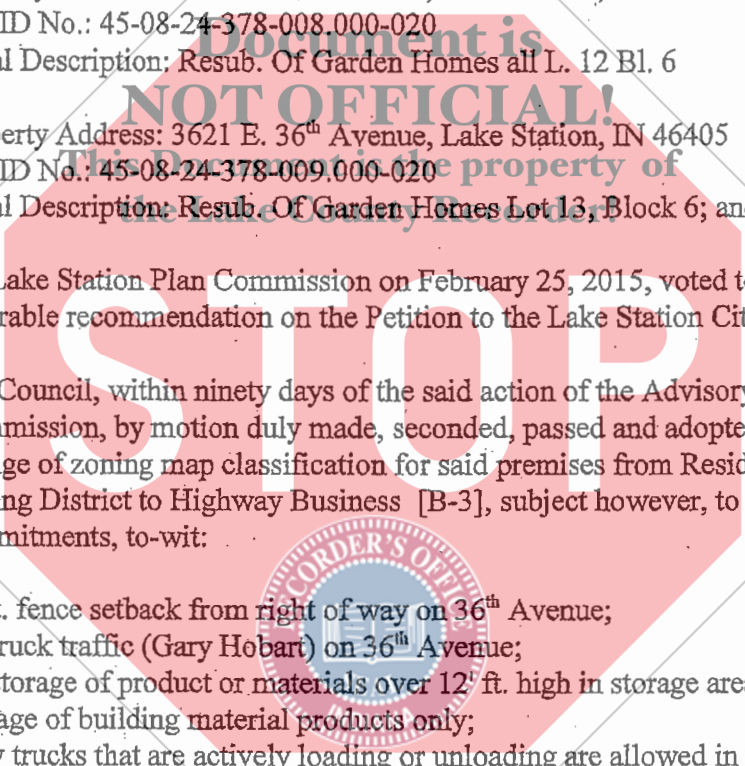 ID No.: 45-08-24-378-008.000-020
Document is
l Description: Resub. Of Garden Homes all L. 12 Bl. 6
NOT OFFICIAL!
erty Address: 3621 E. 36th Avenue, Lake Station, IN 46405
This Document is the property of
ID No.: 45-08-24-378-009.000-020
the Lake County Recorder!
l Description: Resub. Of Garden Homes Lot 13, Block 6; an
Lake Station Plan Commission on February 25, 2015, voted t
rable recommendation on the Petition to the Lake Station Cit
STOP
Council, within ninety days of the said action of the Advisory
mmission, by motion duly made, seconded, passed and adopte
ge of zoning map classification for said premises from Resid
ing District to Highway Business [B-3], subject however, to
mitments, to-wit:
CORDER'S OFFICE
. fence setback from right of way on 36th Avenue;
ruck traffic (Gary Hobart) on 36th Avenue;
torage of product or materials over 12' ft. high in storage are
age of building material products only;
y trucks that are actively loading or unloading are allowed in